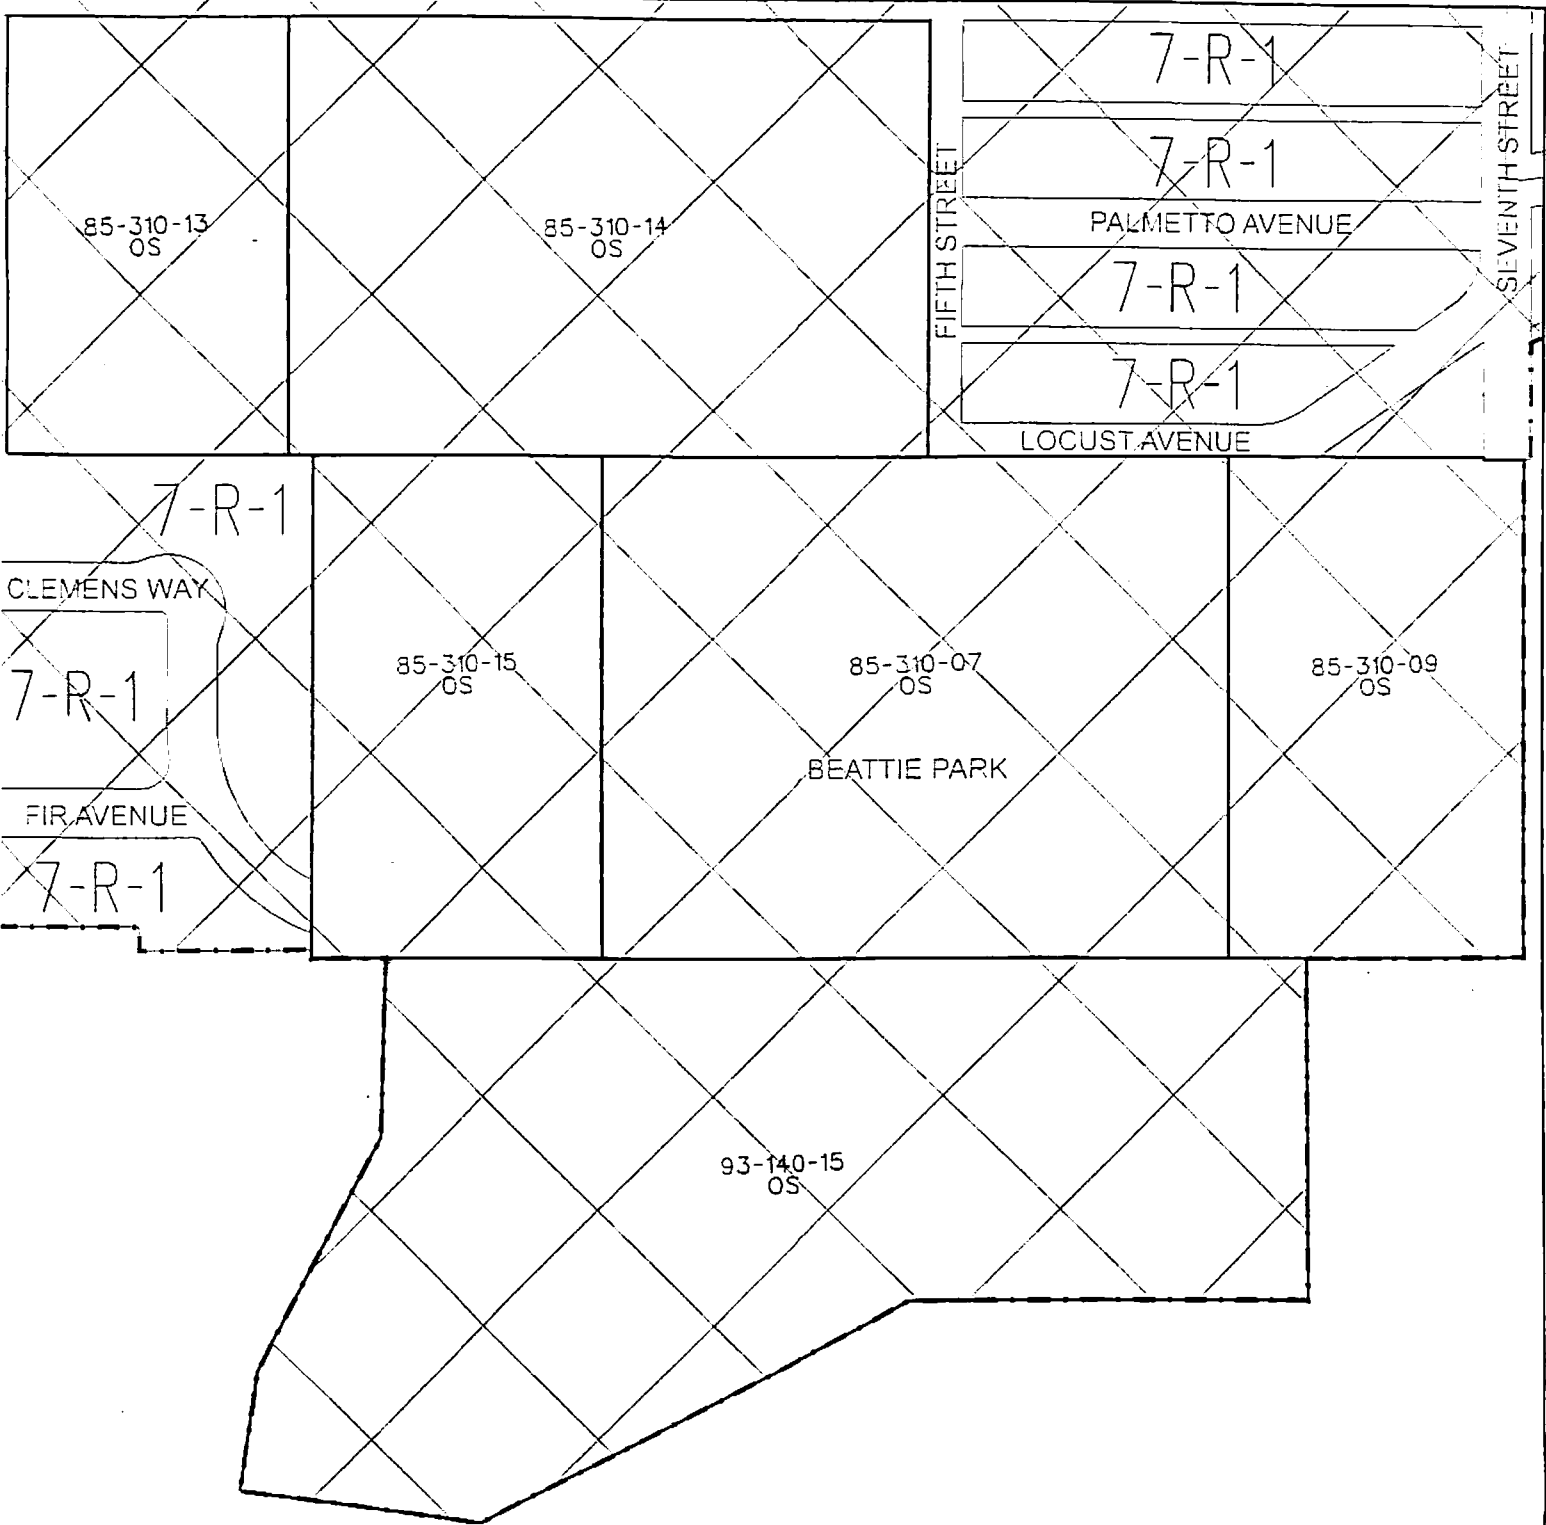 7-R-1
7-R-1
PALMETTO AVENUE
7-R-1
7-R-1
LOCUST AVENUE
FIFTH STREET
SEVENTH STREET
85-310-13
OS
85-310-14
OS
7-R-1
CLEMENS WAY
7-R-1
FIR AVENUE
7-R-1
85-310-15
OS
85-310-07
OS
BEATTIE PARK
85-310-09
OS
93-140-15
OS